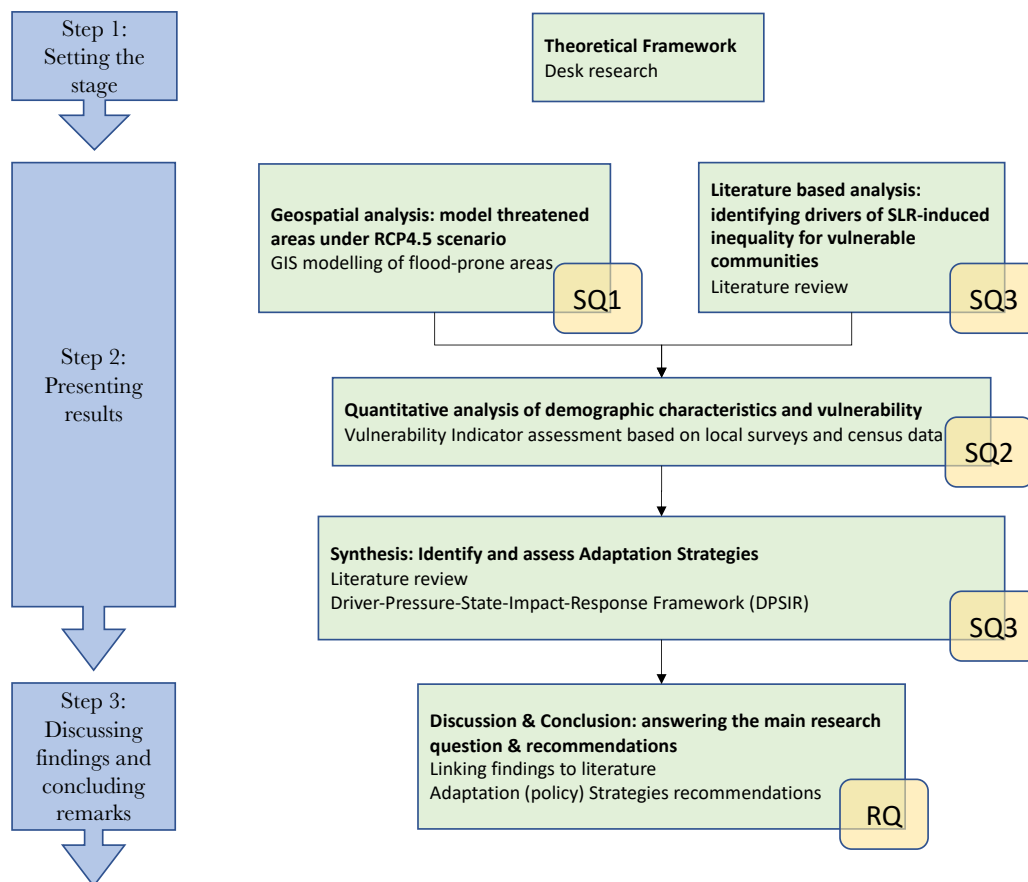 Step 1:
Setting the
stage
Theoretical Framework
Desk research
Step 2:
Presenting
results
Geospatial analysis: model threatened
areas under RCP4.5 scenario
GIS modelling of flood-prone areas
SQ1
Literature based analysis:
identifying drivers of SLR-induced
inequality for vulnerable
communities
Literature review
SQ3
Quantitative analysis of demographic characteristics and vulnerability
Vulnerability Indicator assessment based on local surveys and census data
SQ2
Synthesis: Identify and assess Adaptation Strategies
Literature review
Driver-Pressure-State-Impact-Response Framework (DPSIR)
SQ3
Step 3:
Discussing
findings and
concluding
remarks
Discussion & Conclusion: answering the main research
question & recommendations
Linking findings to literature
Adaptation (policy) Strategies recommendations
RQ